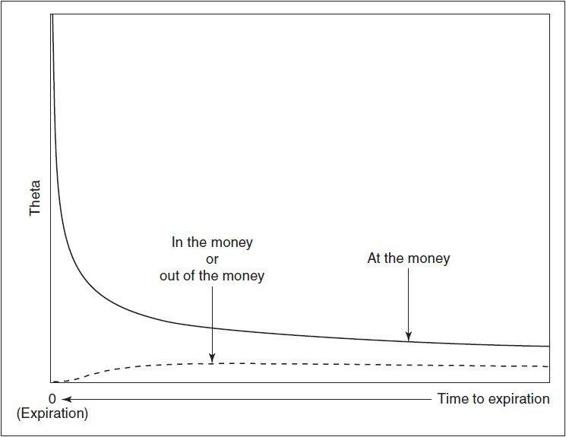 Theta
In the money
or
out of the money
At the money
0
(Expiration)
Time to expiration